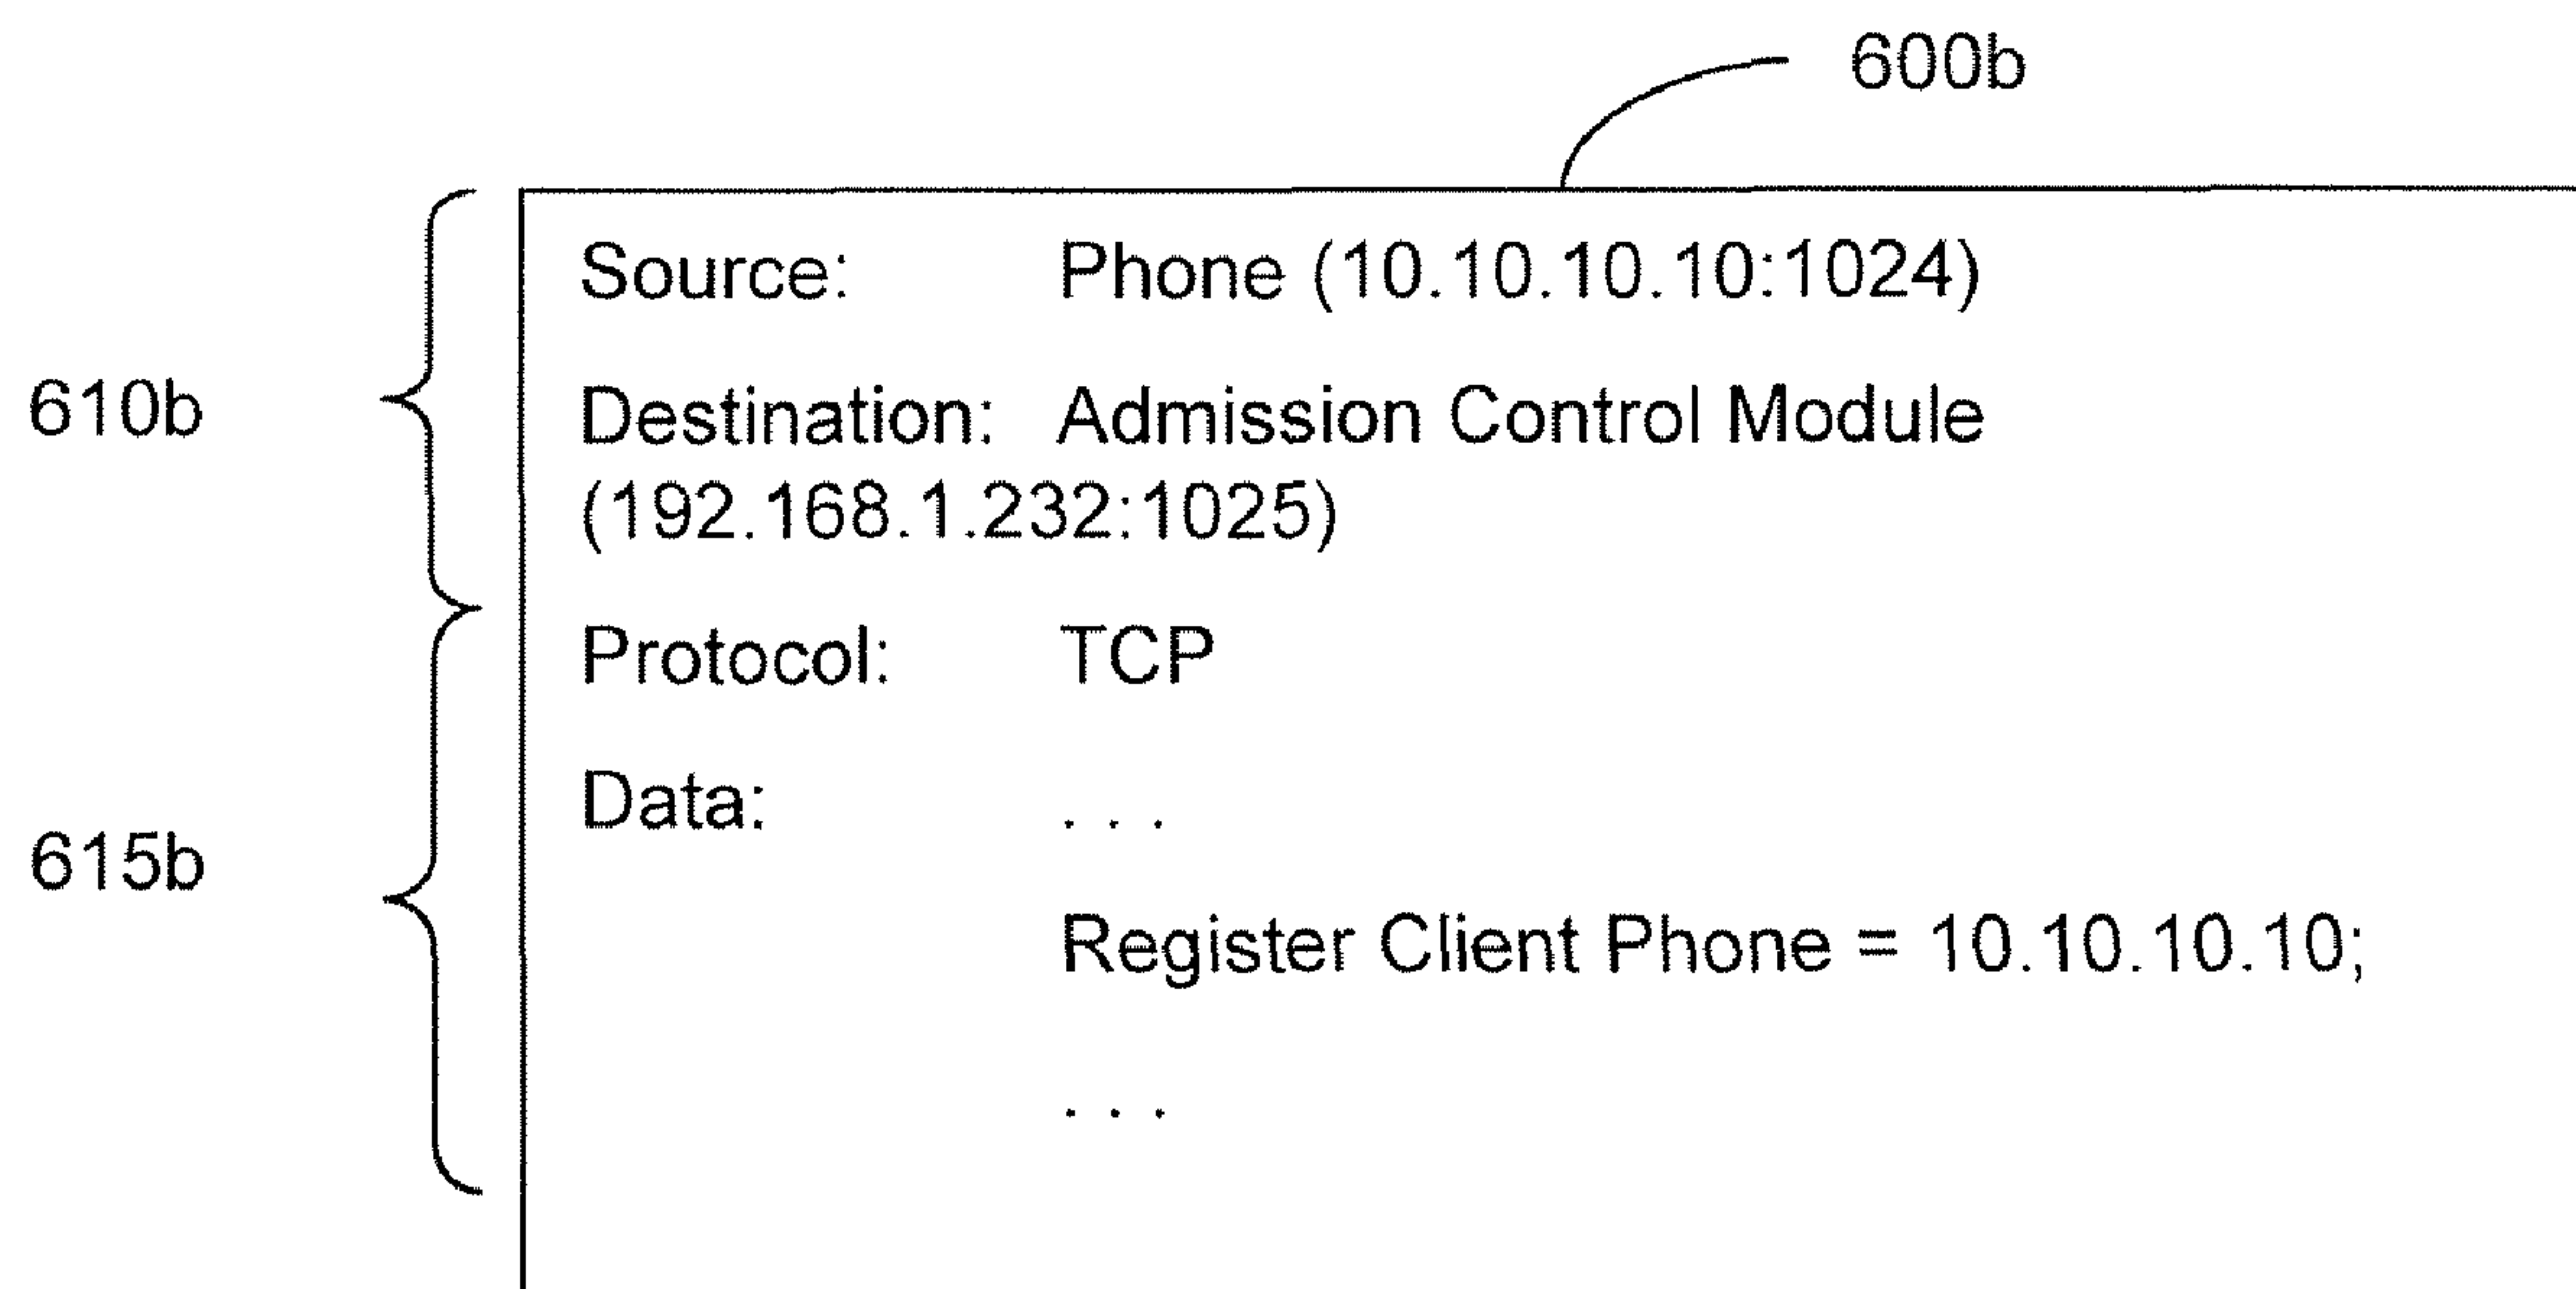 600b
Source: Phone (10.10.10.10:1024)
610b
Destination: Admission Control Module
(192.168.1.232:1025)
Protocol: TCP
Data: . . .
615b
Register Client Phone = 10.10.10.10;
. . .